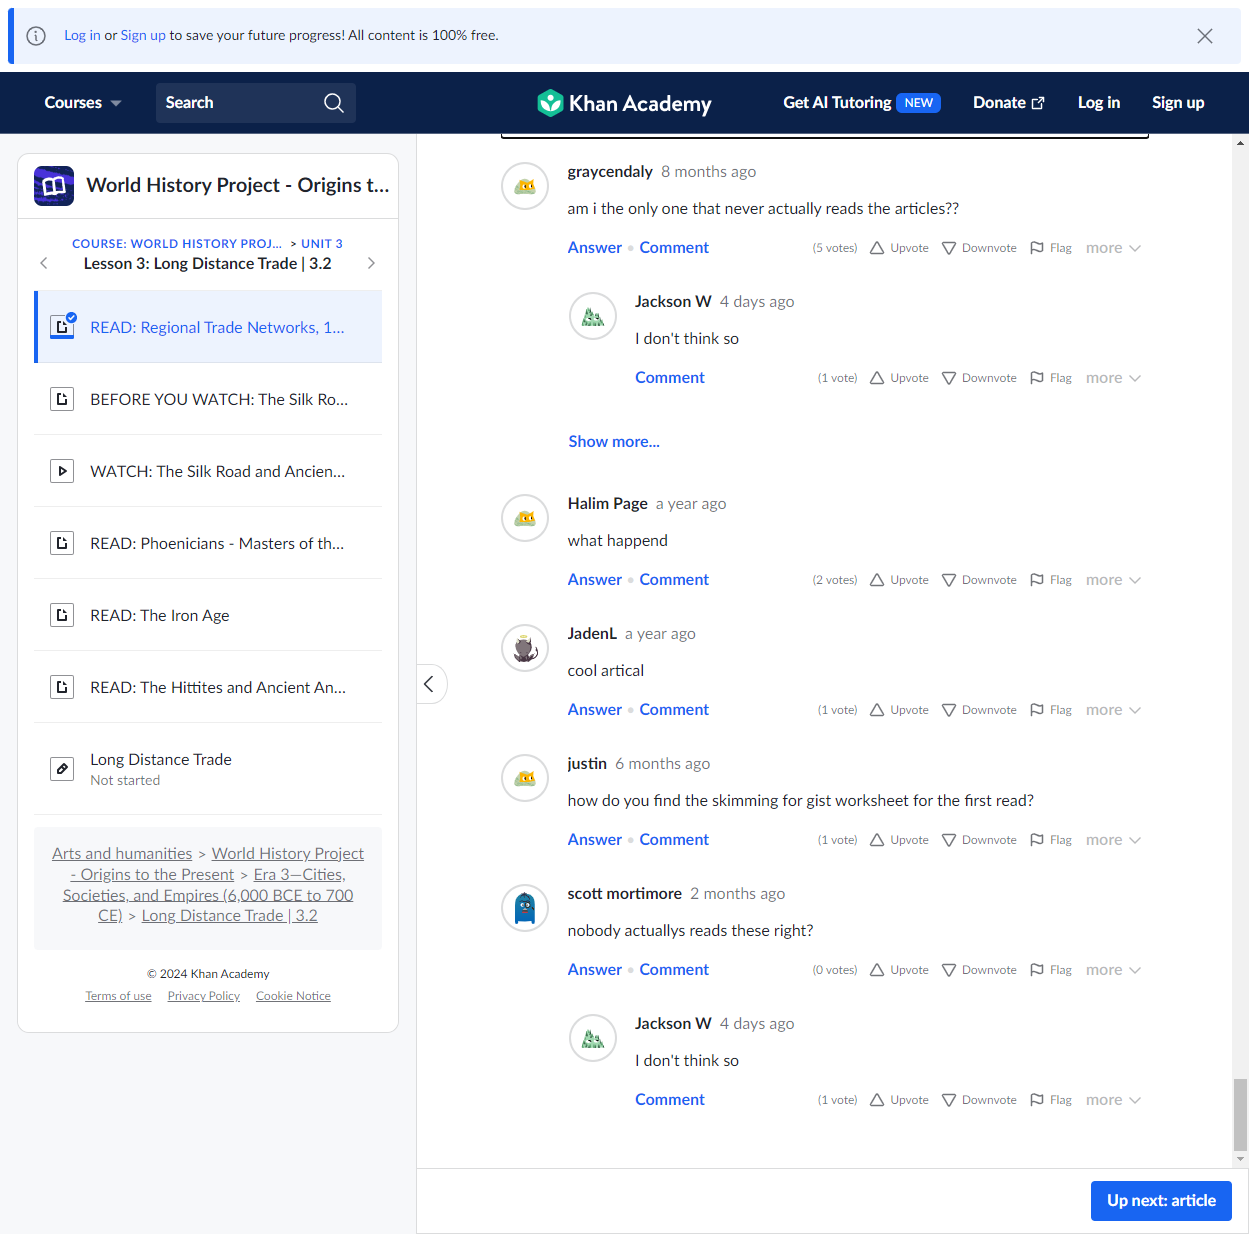 Log in or Sign up to save your future progress! All content is 100% free.
Courses
Search
Khan Academy
Get AI Tutoring NEW
Donate
Log in
Sign up
World History Project - Origins t...
COURSE: WORLD HISTORY PROJ... > UNIT 3
Lesson 3: Long Distance Trade | 3.2
READ: Regional Trade Networks, 1...
BEFORE YOU WATCH: The Silk Ro...
WATCH: The Silk Road and Ancien...
READ: Phoenicians - Masters of th...
READ: The Iron Age
READ: The Hittites and Ancient An...
Long Distance Trade
Not started
Arts and humanities > World History Project
- Origins to the Present > Era 3—Cities,
Societies, and Empires (6,000 BCE to 700
CE) > Long Distance Trade | 3.2
© 2024 Khan Academy
Terms of use Privacy Policy Cookie Notice
graycendaly 8 months ago
am i the only one that never actually reads the articles??
Answer • Comment (5 votes) Upvote Downvote Flag more
Jackson W 4 days ago
I don't think so
Comment (1 vote) Upvote Downvote Flag more
Show more...
Halim Page a year ago
what happend
Answer • Comment (2 votes) Upvote Downvote Flag more
JadenL a year ago
cool artical
Answer • Comment (1 vote) Upvote Downvote Flag more
justin 6 months ago
how do you find the skimming for gist worksheet for the first read?
Answer • Comment (1 vote) Upvote Downvote Flag more
scott mortimore 2 months ago
nobody actuallys reads these right?
Answer • Comment (0 votes) Upvote Downvote Flag more
Jackson W 4 days ago
I don't think so
Comment (1 vote) Upvote Downvote Flag more
Up next: article